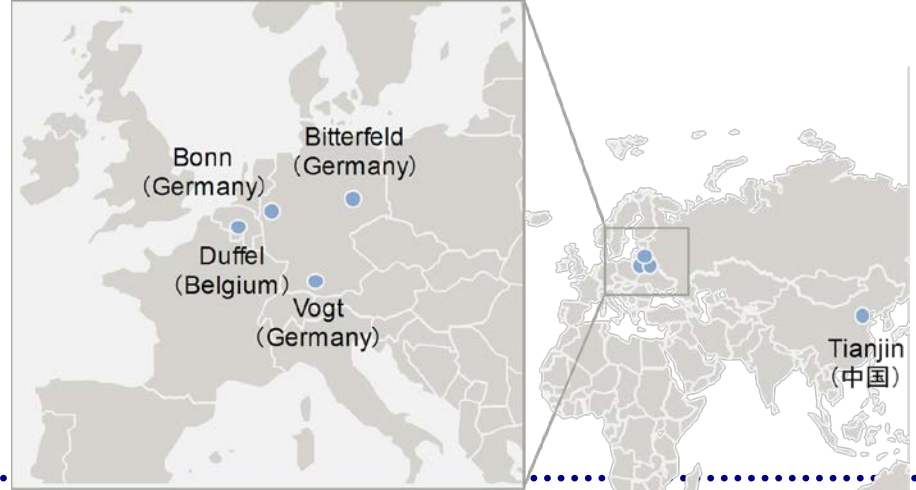 Bitterfeld
（Germany）
Bonn
（Germany）
Duffel
（Belgium）
Vogt
（Germany）
Tianjin
（中国）